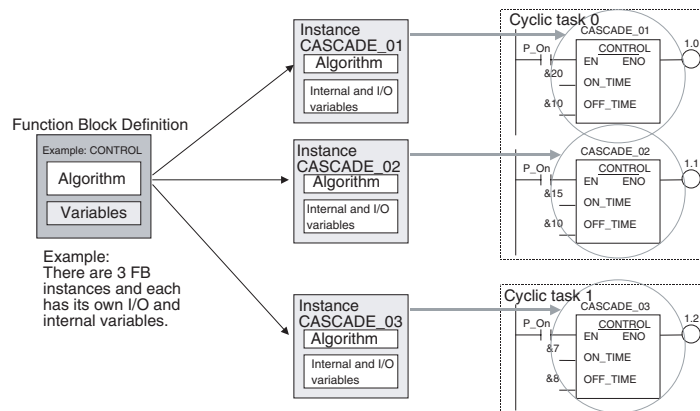 Function Block Definition
Example: CONTROL
Algorithm
Variables
Example:
There are 3 FB
instances and each
has its own I/O and
internal variables.
Instance
CASCADE_01
Algorithm
Internal and I/O
variables
Instance
CASCADE_02
Algorithm
Internal and I/O
variables
Instance
CASCADE_03
Algorithm
Internal and I/O
variables
Cyclic task 0
CASCADE_01
P_On
CONTROL
EN ENO
1.0
&20
ON_TIME
&10
OFF_TIME
CASCADE_02
P_On
CONTROL
EN ENO
1.1
&15
ON_TIME
&10
OFF_TIME
Cyclic task 1
CASCADE_03
P_On
CONTROL
EN ENO
1.2
&7
ON_TIME
&8
OFF_TIME